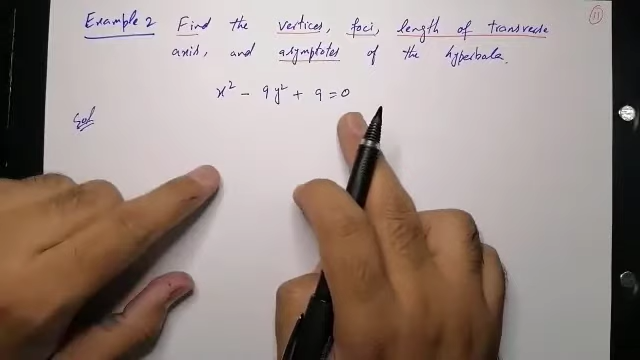 Example 2 Find the vertices, foci, length of transverse
axis, and asymptotes of the hyperbola.
x² - 9y² + 9 = 0
Sol
11